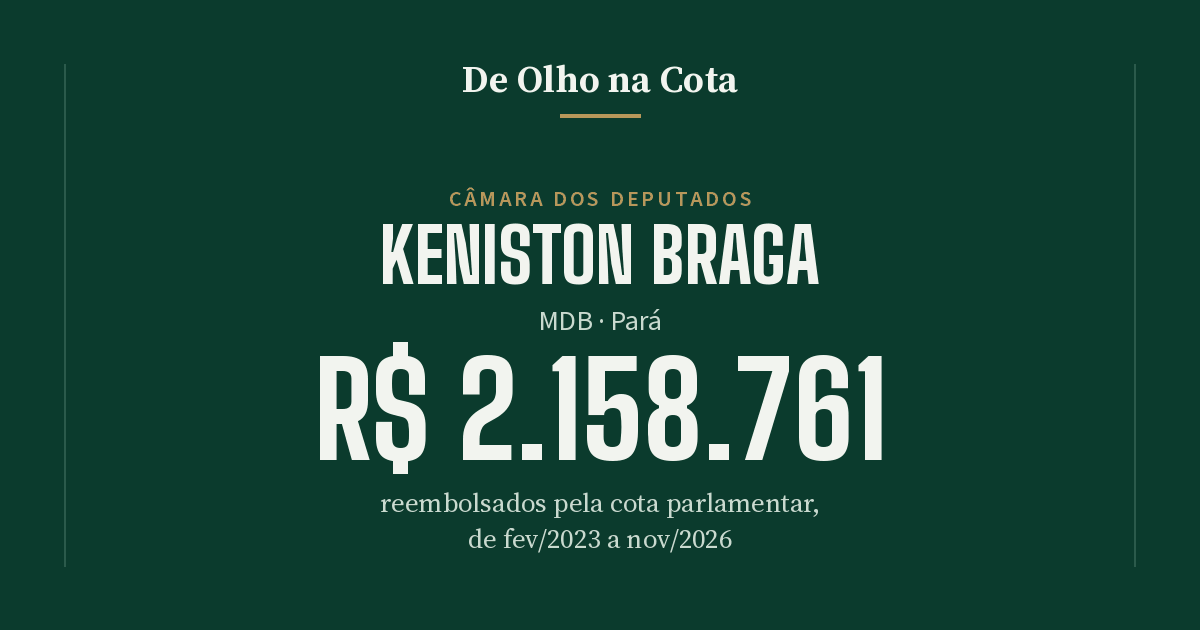 De Olho na Cota
CÂMARA DOS DEPUTADOS
KENISTON BRAGA
MDB · Pará
R$ 2.158.761
reembolsados pela cota parlamentar,
de fev/2023 a nov/2026